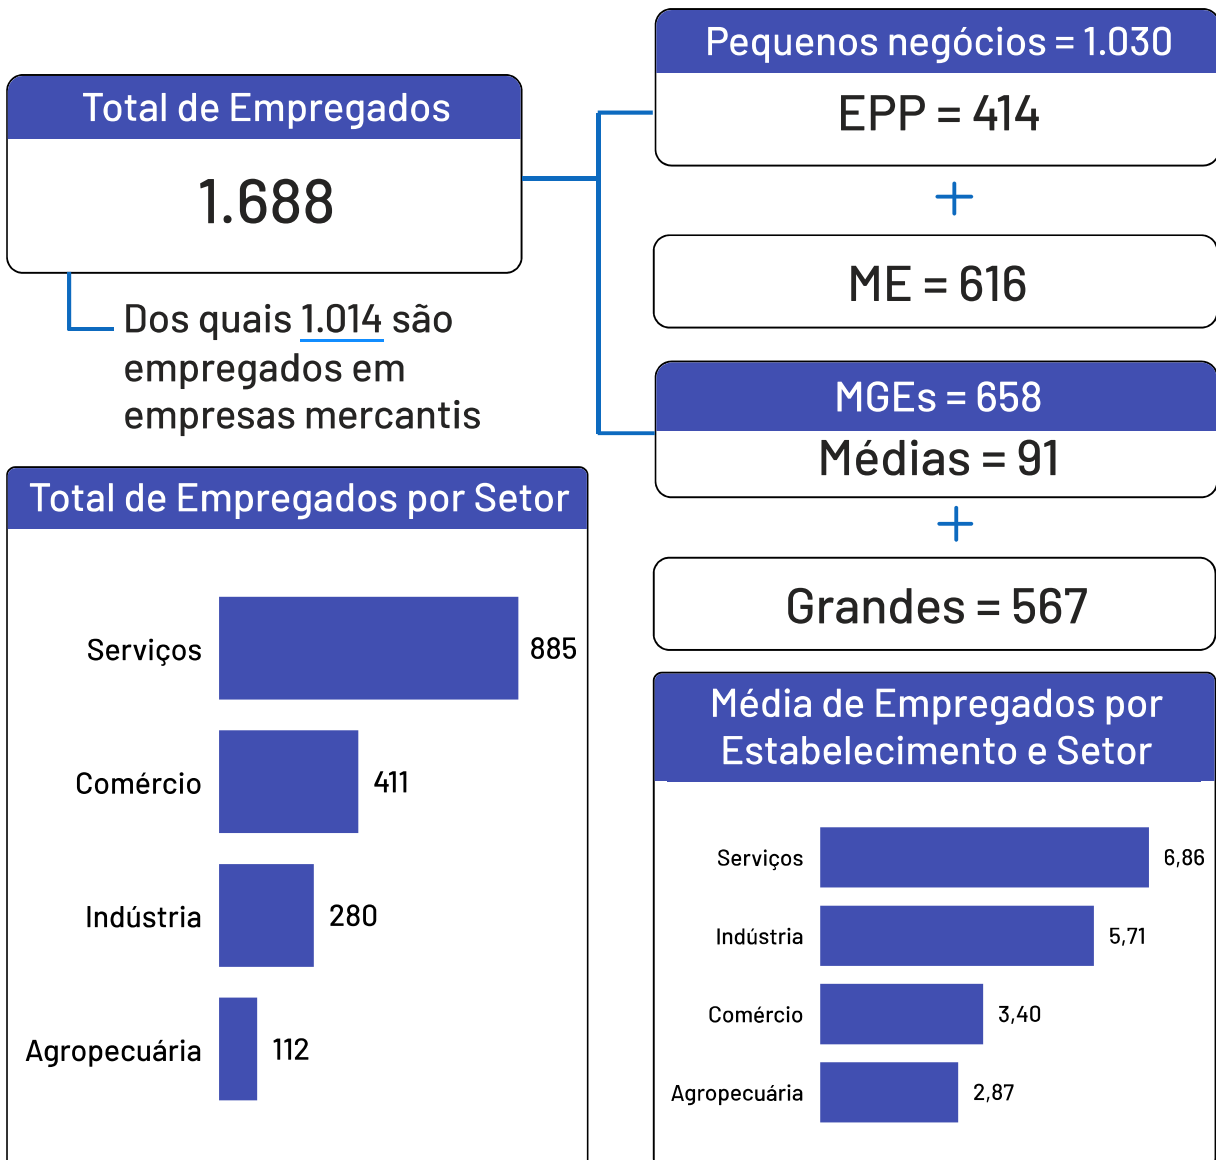 Total de Empregados
1.688
Dos quais 1.014 são
empregados em
empresas mercantis
Pequenos negócios = 1.030
EPP = 414
+
ME = 616
MGEs = 658
Médias = 91
+
Grandes = 567
Total de Empregados por Setor
Serviços 885
Comércio 411
Indústria 280
Agropecuária 112
Média de Empregados por
Estabelecimento e Setor
Serviços 6,86
Indústria 5,71
Comércio 3,40
Agropecuária 2,87